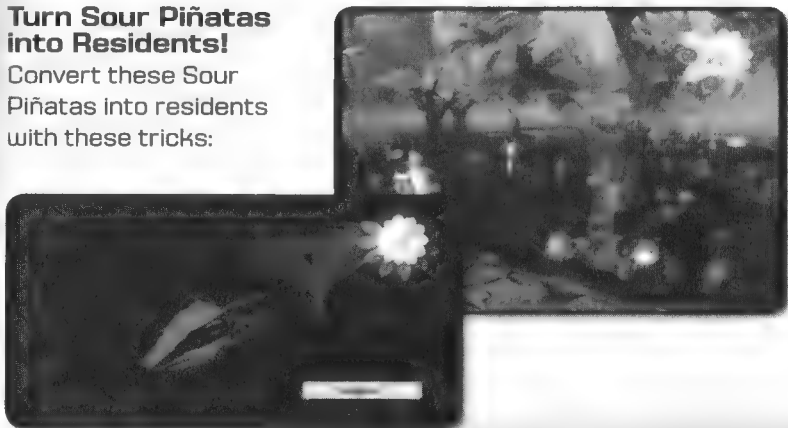 Turn Sour Piñatas
into Residents!
Convert these Sour
Piñatas into residents
with these tricks: